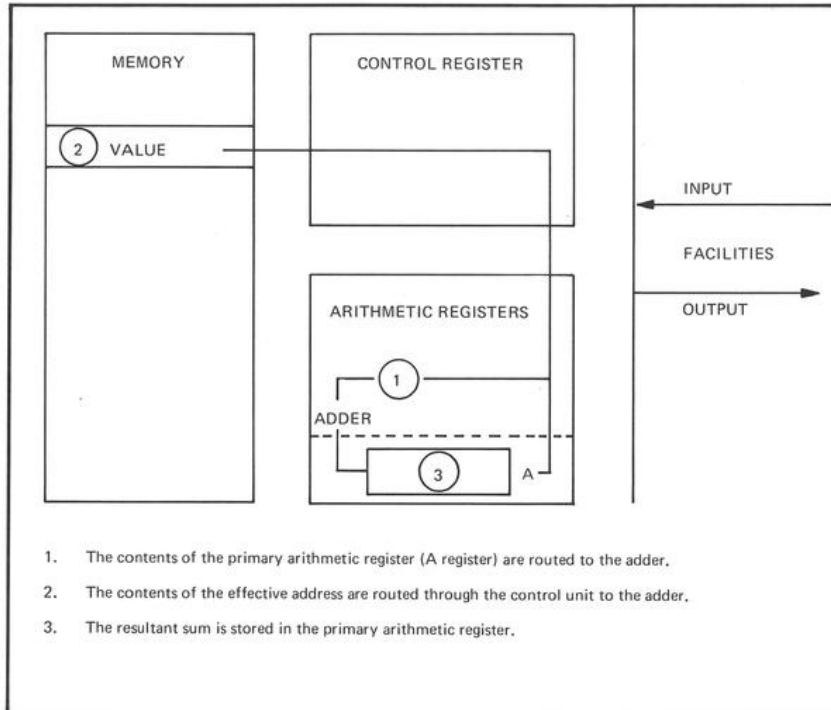 MEMORY
CONTROL REGISTER
2 VALUE
INPUT
FACILITIES
OUTPUT
ARITHMETIC REGISTERS
1
ADDER
3 A
1. The contents of the primary arithmetic register (A register) are routed to the adder.
2. The contents of the effective address are routed through the control unit to the adder.
3. The resultant sum is stored in the primary arithmetic register.